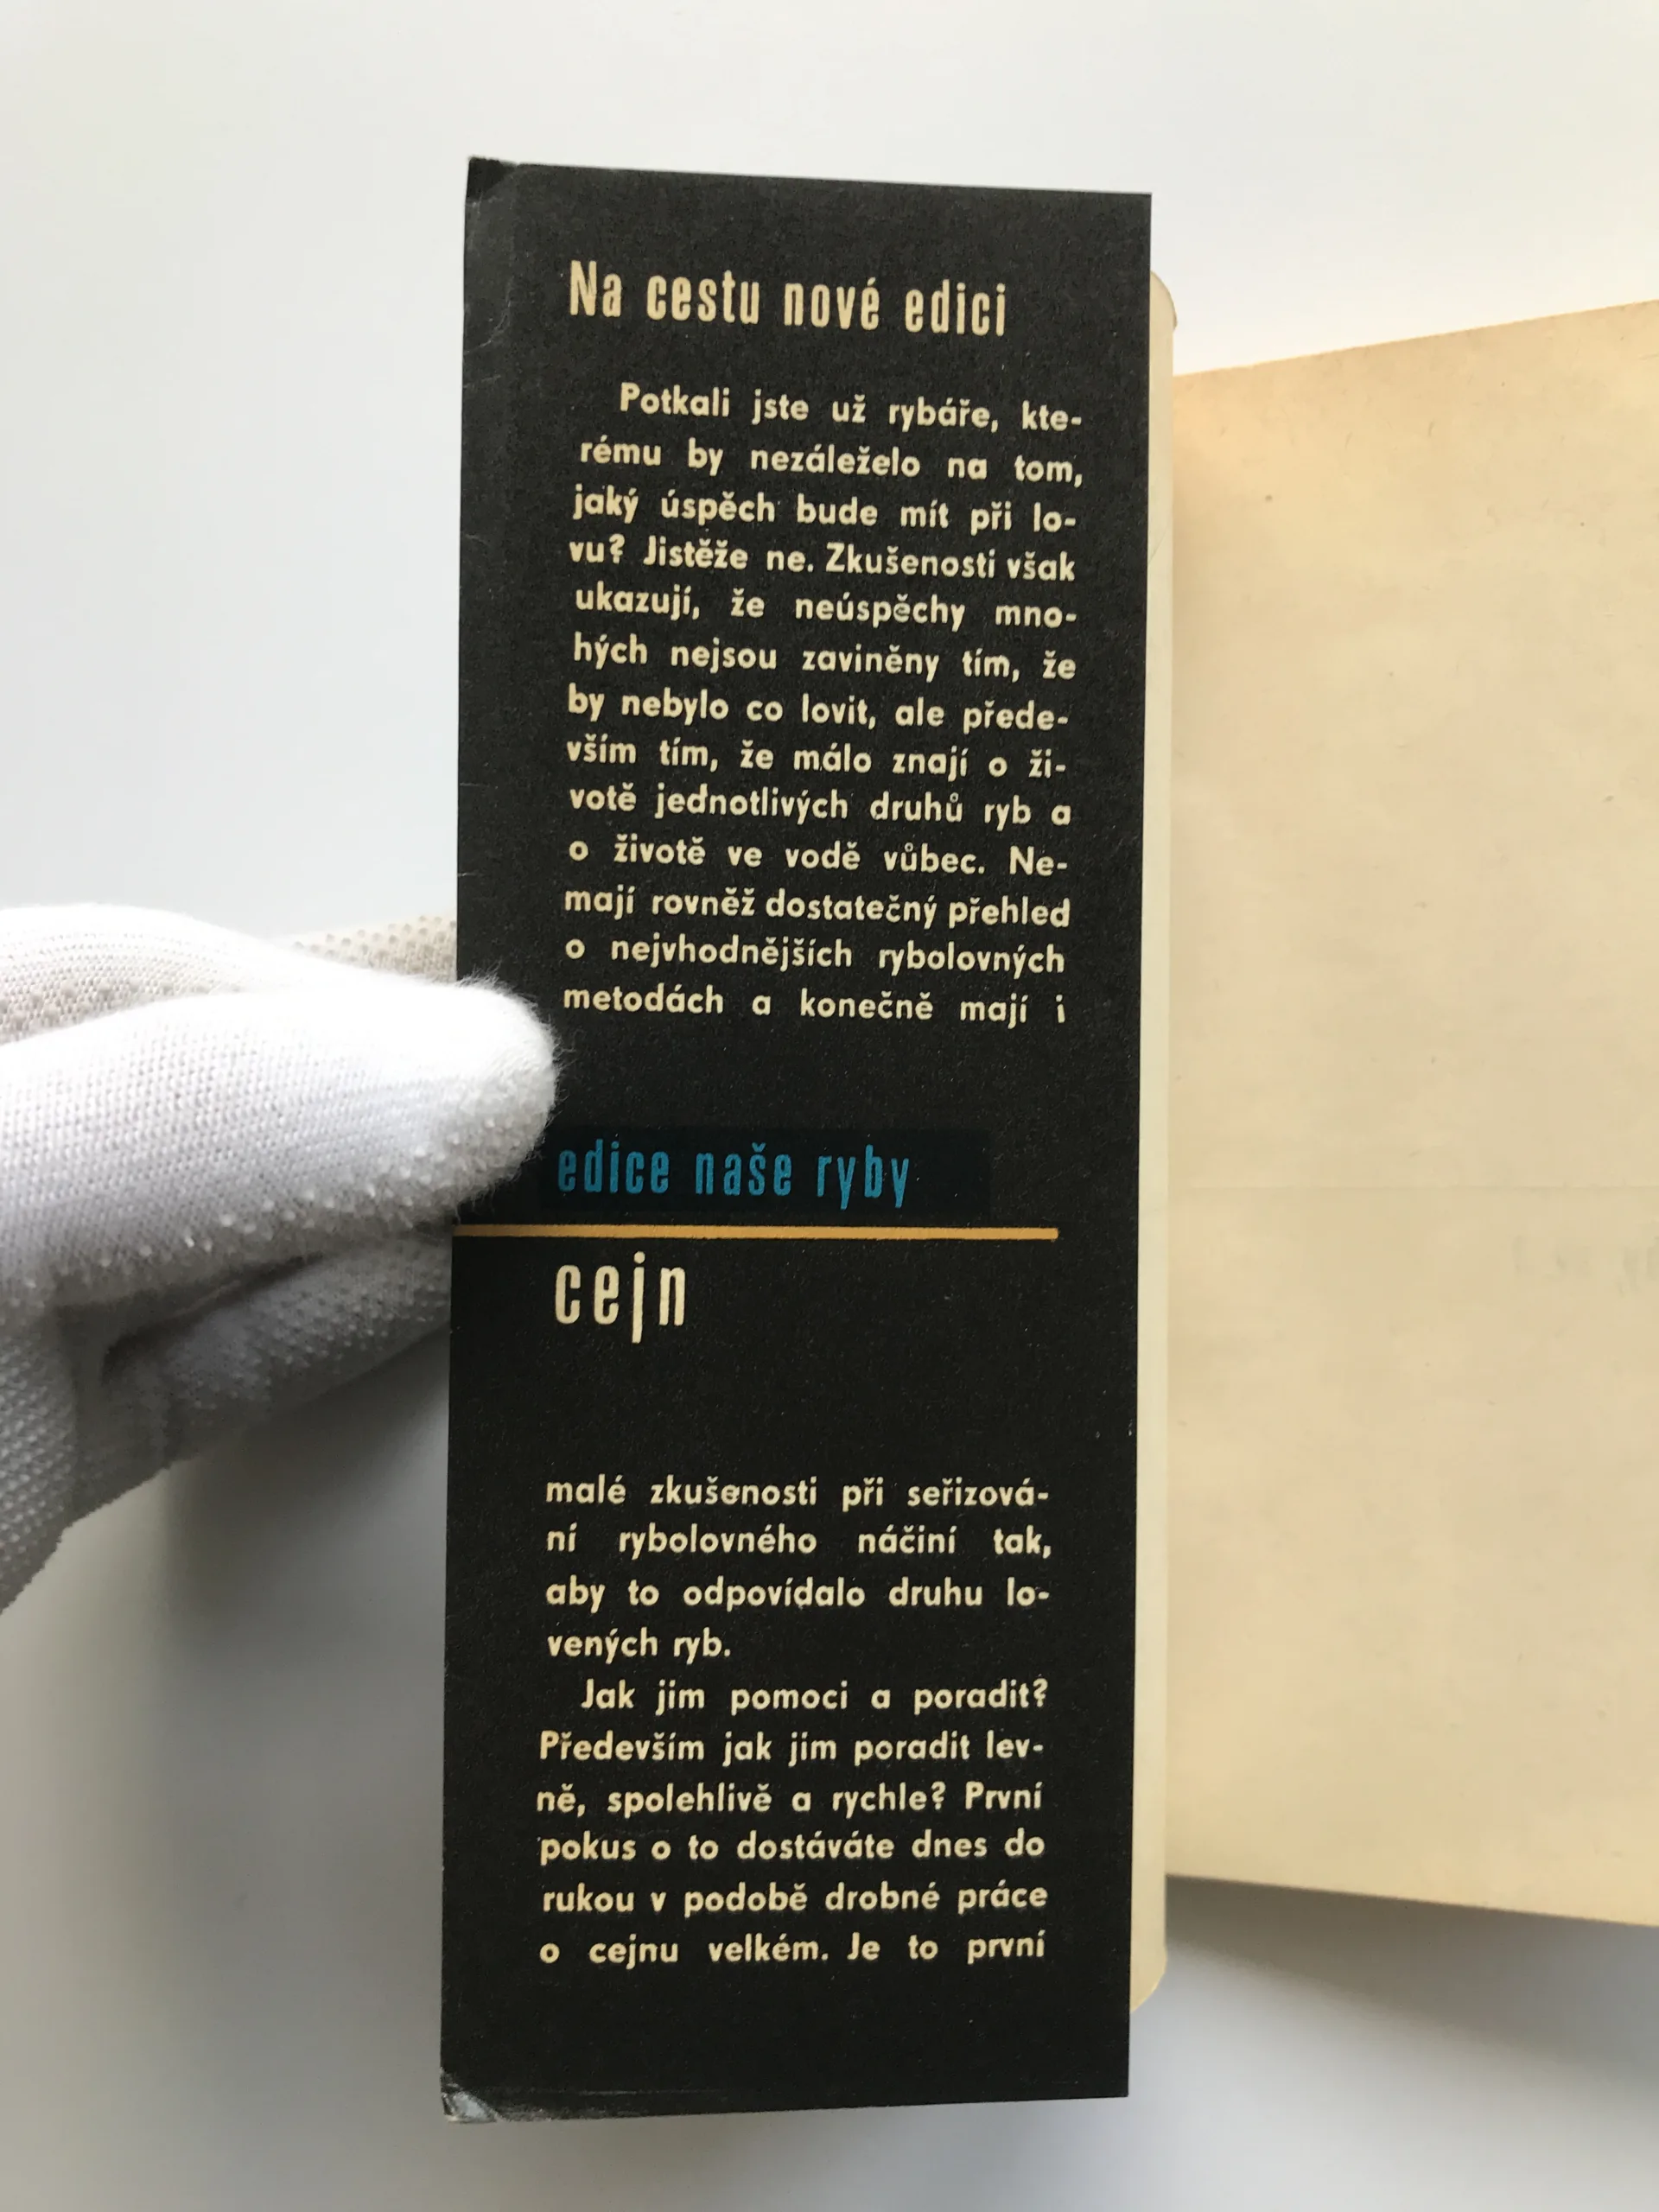 Na cestu nové edici
Potkali jste už rybáře, kte-
rému by nezáleželo na tom,
jaký úspěch bude mít při lo-
vu? Jistěže ne. Zkušenosti však
ukazují, že neúspěchy mno-
hých nejsou zaviněny tím, že
by nebylo co lovit, ale přede-
vším tím, že málo znají o ži-
votě jednotlivých druhů ryb a
o životě ve vodě vůbec. Ne-
mají rovněž dostatečný přehled
o nejvhodnějších rybolovných
metodách a konečně mají i
edice naše ryby
cejn
malé zkušenosti při seřizová-
ní rybolovného náčiní tak,
aby to odpovídalo druhu lo-
vených ryb.
Jak jim pomoci a poradit?
Především jak jim poradit lev-
ně, spolehlivě a rychle? První
pokus o to dostáváte dnes do
rukou v podobě drobné práce
o cejnu velkém. Je to první